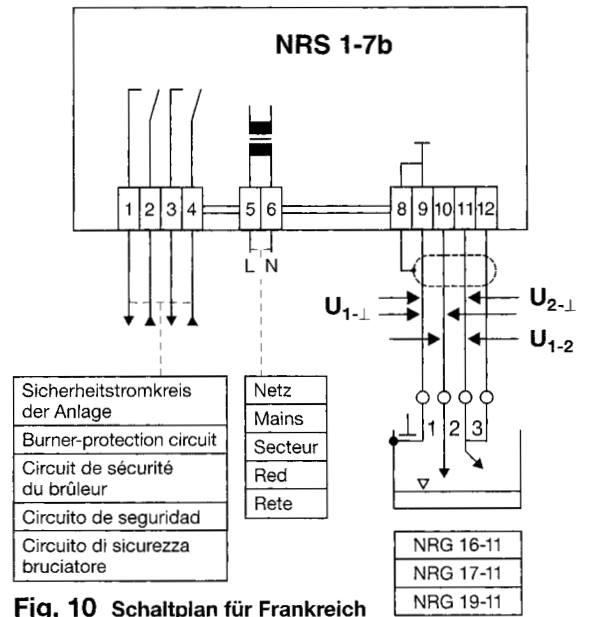 NRS 1-7b
1 2 3 4 5 6 8 9 10 11 12
L N
U1-⊥
U2-⊥
U1-2
1 2 3
Sicherheitstromkreis
der Anlage
Burner-protection circuit
Circuit de sécurité
du brûleur
Circuito de seguridad
Circuito di sicurezza
bruciatore
Netz
Mains
Secteur
Red
Rete
NRG 16-11
NRG 17-11
NRG 19-11
Fig. 10 Schaltplan für Frankreich